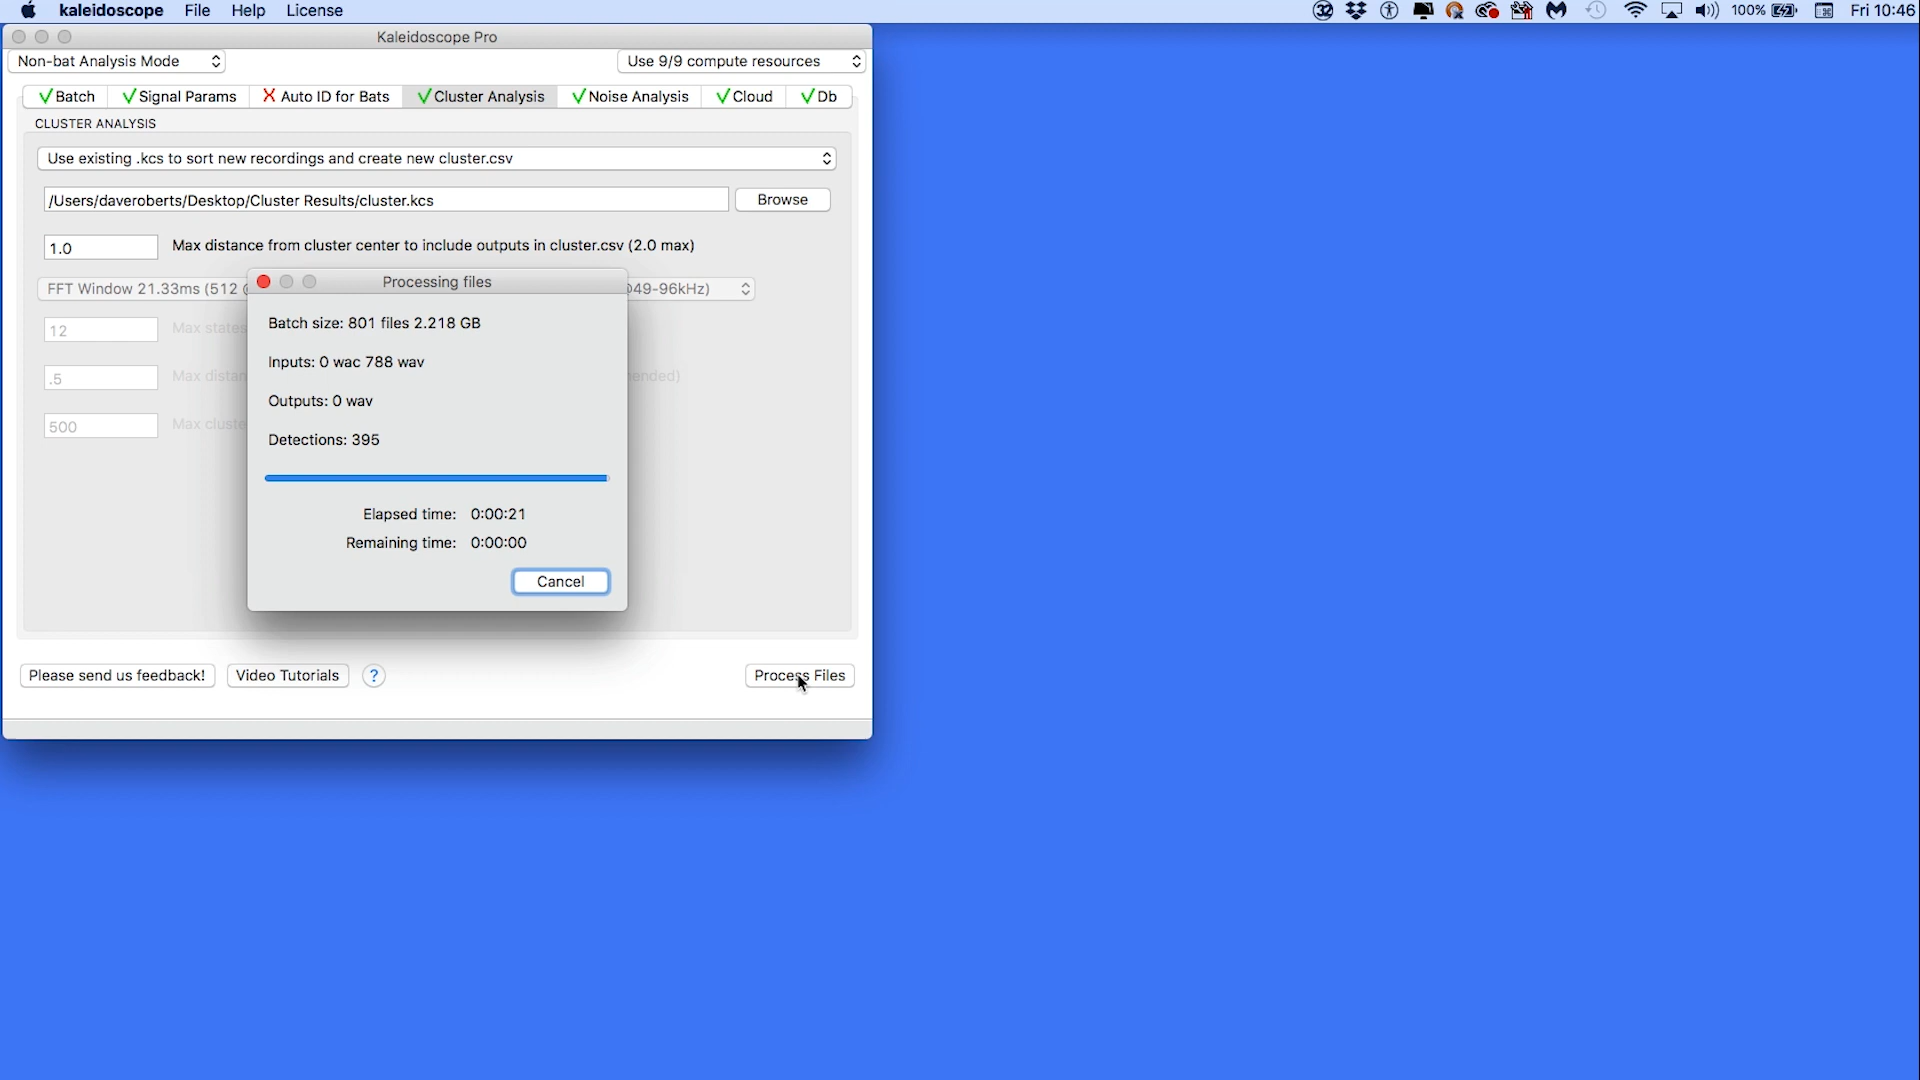 kaleidoscope File Help License 32 100% Fri 10:46
Kaleidoscope Pro
Non-bat Analysis Mode Use 9/9 compute resources
Batch Signal Params Auto ID for Bats Cluster Analysis Noise Analysis Cloud Db
CLUSTER ANALYSIS
Use existing .kcs to sort new recordings and create new cluster.csv
/Users/daveroberts/Desktop/Cluster Results/cluster.kcs Browse
1.0 Max distance from cluster center to include outputs in cluster.csv (2.0 max)
Processing files
FFT Window 21.33ms (512 @49-96kHz)
Batch size: 801 files 2.218 GB
12 Max states
Inputs: 0 wac 788 wav
.5 Max
Outputs: 0 wav
500 Max
Detections: 395
Elapsed time: 0:00:21
Remaining time: 0:00:00
Cancel
Please send us feedback! Video Tutorials ? Process Files